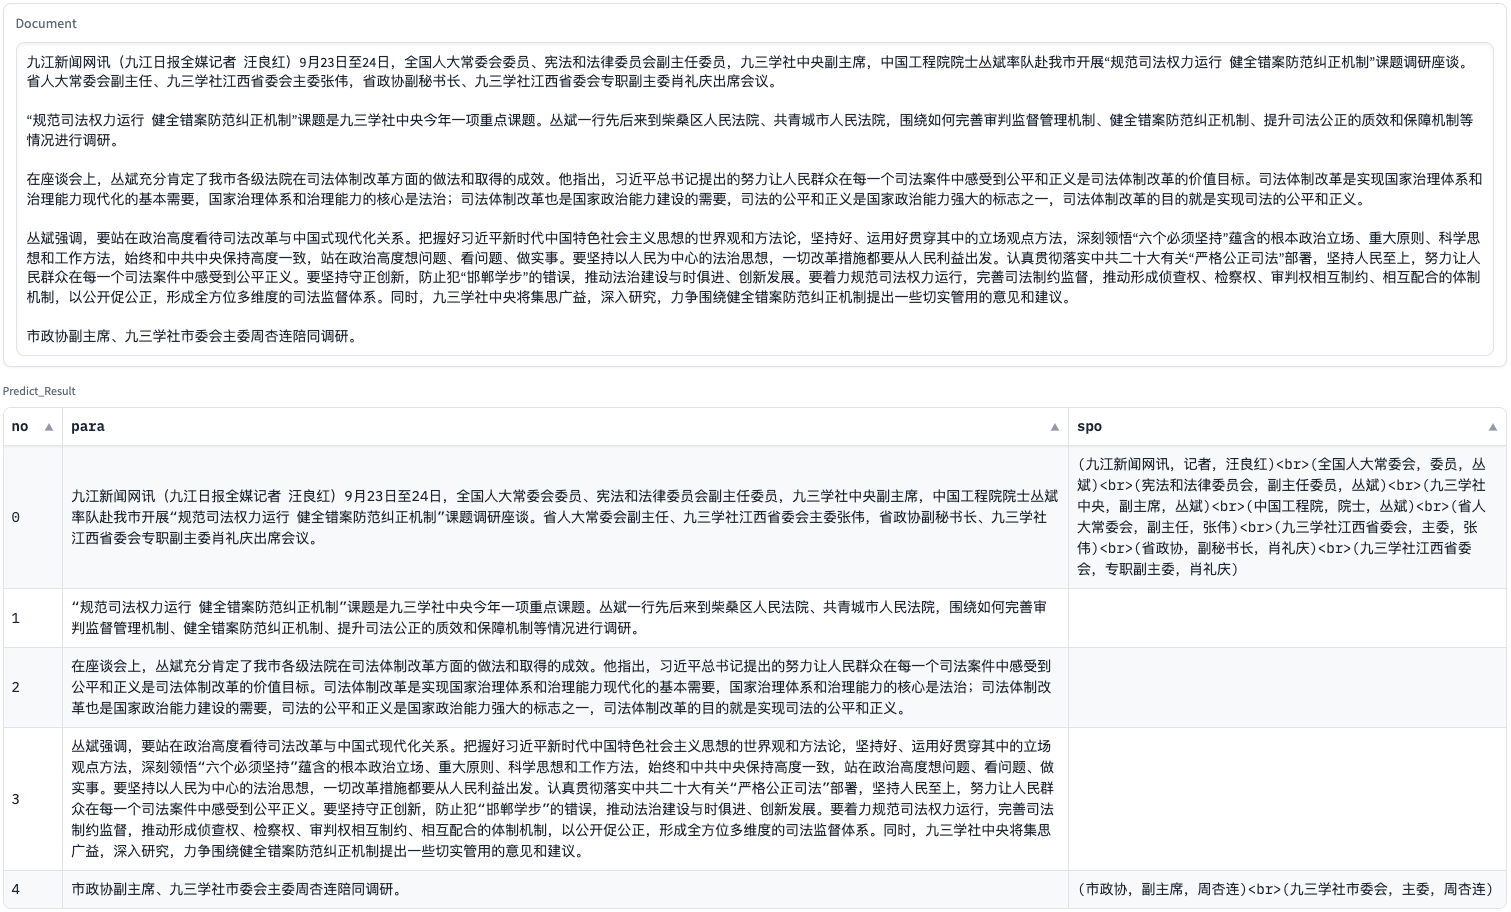 Document
九江新闻网讯（九江日报全媒记者 汪良红）9月23日至24日，全国人大常委会委员、宪法和法律委员会副主任委员，九三学社中央副主席，中国工程院院士丛斌率队赴我市开展“规范司法权力运行 健全错案防范纠正机制”课题调研座谈。
省人大常委会副主任、九三学社江西省委会主委张伟，省政协副秘书长、九三学社江西省委会专职副主委肖礼庆出席会议。
“规范司法权力运行 健全错案防范纠正机制”课题是九三学社中央今年一项重点课题。丛斌一行先后来到柴桑区人民法院、共青城市人民法院，围绕如何完善审判监督管理机制、健全错案防范纠正机制、提升司法公正的质效和保障机制等
情况进行调研。
在座谈会上，丛斌充分肯定了我市各级法院在司法体制改革方面的做法和取得的成效。他指出，习近平总书记提出的努力让人民群众在每一个司法案件中感受到公平和正义是司法体制改革的价值目标。司法体制改革是实现国家治理体系和
治理能力现代化的基本需要，国家治理体系和治理能力的核心是法治；司法体制改革也是国家政治能力建设的需要，司法的公平和正义是国家政治能力强大的标志之一，司法体制改革的目的就是实现司法的公平和正义。
丛斌强调，要站在政治高度看待司法改革与中国式现代化关系。把握好习近平新时代中国特色社会主义思想的世界观和方法论，坚持好、运用好贯穿其中的立场观点方法，深刻领悟“六个必须坚持”蕴含的根本政治立场、重大原则、科学思
想和工作方法，始终和中共中央保持高度一致，站在政治高度想问题、看问题、做实事。要坚持以人民为中心的法治思想，一切改革措施都要从人民利益出发。认真贯彻落实中共二十大有关“严格公正司法”部署，坚持人民至上，努力让人
民群众在每一个司法案件中感受到公平正义。要坚持守正创新，防止犯“邯郸学步”的错误，推动法治建设与时俱进、创新发展。要着力规范司法权力运行，完善司法制约监督，推动形成侦查权、检察权、审判权相互制约、相互配合的体制
机制，以公开促公正，形成全方位多维度的司法监督体系。同时，九三学社中央将集思广益，深入研究，力争围绕健全错案防范纠正机制提出一些切实管用的意见和建议。
市政协副主席、九三学社市委会主委周杏连陪同调研。
Predict_Result
no ▲ para ▲ spo ▲
0
九江新闻网讯（九江日报全媒记者 汪良红）9月23日至24日，全国人大常委会委员、宪法和法律委员会副主任委员，九三学社中央副主席，中国工程院院士丛斌
率队赴我市开展“规范司法权力运行 健全错案防范纠正机制”课题调研座谈。省人大常委会副主任、九三学社江西省委会主委张伟，省政协副秘书长、九三学社
江西省委会专职副主委肖礼庆出席会议。
(九江新闻网讯，记者，汪良红)<br>(全国人大常委会，委员，丛
斌)<br>(宪法和法律委员会，副主任委员，丛斌)<br>(九三学社
中央，副主席，丛斌)<br>(中国工程院，院士，丛斌)<br>(省人
大常委会，副主任，张伟)<br>(九三学社江西省委会，主委，张
伟)<br>(省政协，副秘书长，肖礼庆)<br>(九三学社江西省委
会，专职副主委，肖礼庆)
1
“规范司法权力运行 健全错案防范纠正机制”课题是九三学社中央今年一项重点课题。丛斌一行先后来到柴桑区人民法院、共青城市人民法院，围绕如何完善审
判监督管理机制、健全错案防范纠正机制、提升司法公正的质效和保障机制等情况进行调研。
2
在座谈会上，丛斌充分肯定了我市各级法院在司法体制改革方面的做法和取得的成效。他指出，习近平总书记提出的努力让人民群众在每一个司法案件中感受到
公平和正义是司法体制改革的价值目标。司法体制改革是实现国家治理体系和治理能力现代化的基本需要，国家治理体系和治理能力的核心是法治；司法体制改
革也是国家政治能力建设的需要，司法的公平和正义是国家政治能力强大的标志之一，司法体制改革的目的就是实现司法的公平和正义。
3
丛斌强调，要站在政治高度看待司法改革与中国式现代化关系。把握好习近平新时代中国特色社会主义思想的世界观和方法论，坚持好、运用好贯穿其中的立场
观点方法，深刻领悟“六个必须坚持”蕴含的根本政治立场、重大原则、科学思想和工作方法，始终和中共中央保持高度一致，站在政治高度想问题、看问题、做
实事。要坚持以人民为中心的法治思想，一切改革措施都要从人民利益出发。认真贯彻落实中共二十大有关“严格公正司法”部署，坚持人民至上，努力让人民群
众在每一个司法案件中感受到公平正义。要坚持守正创新，防止犯“邯郸学步”的错误，推动法治建设与时俱进、创新发展。要着力规范司法权力运行，完善司法
制约监督，推动形成侦查权、检察权、审判权相互制约、相互配合的体制机制，以公开促公正，形成全方位多维度的司法监督体系。同时，九三学社中央将集思
广益，深入研究，力争围绕健全错案防范纠正机制提出一些切实管用的意见和建议。
4
市政协副主席、九三学社市委会主委周杏连陪同调研。
(市政协，副主席，周杏连)<br>(九三学社市委会，主委，周杏连)